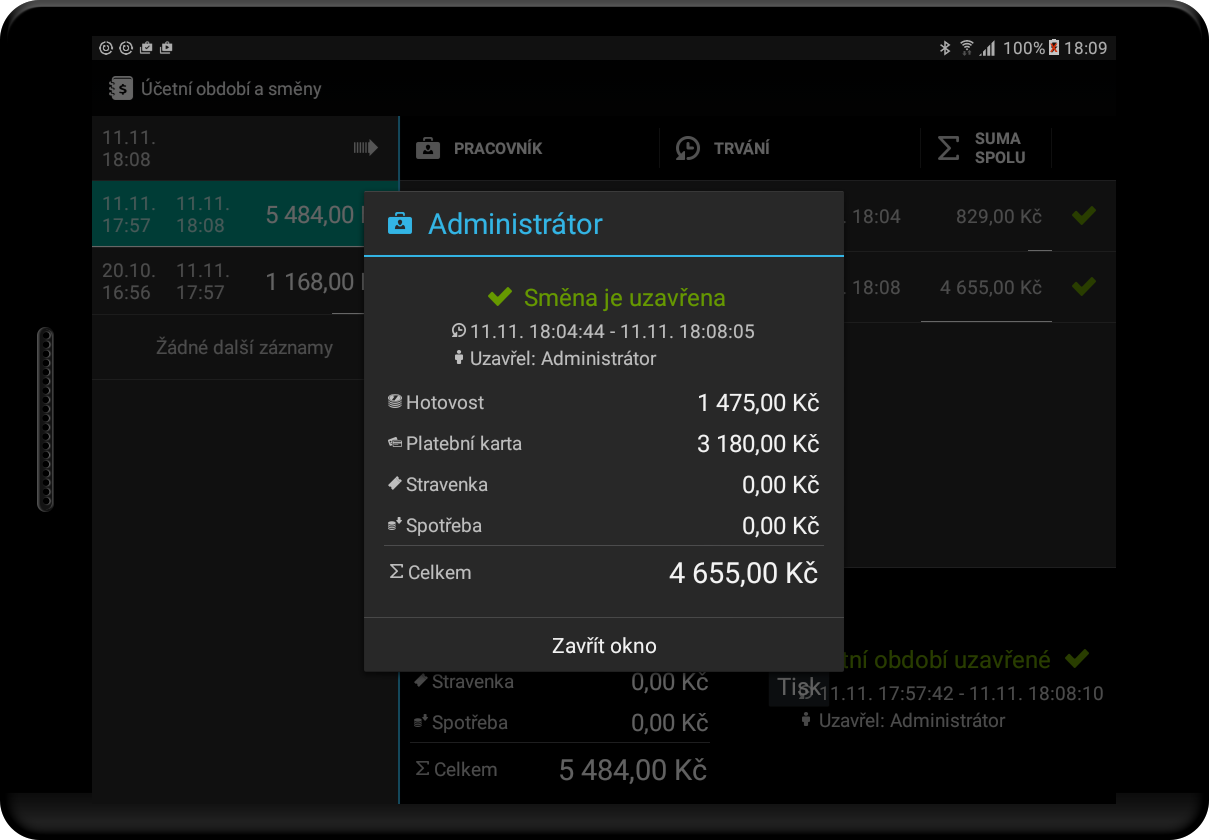 100% 18:09
Účetní období a směny
11.11.
18:08
PRACOVNÍK
TRVÁNÍ
SUMA
SPOLU
11.11. 11.11.
17:57 18:08
5 484,00
18:04 829,00 Kč
20.10. 11.11.
16:56 17:57
1 168,00
18:08 4 655,00 Kč
Žádné další záznamy
Administrátor
Směna je uzavřena
11.11. 18:04:44 - 11.11. 18:08:05
Uzavřel: Administrátor
Hotovost 1 475,00 Kč
Platební karta 3 180,00 Kč
Stravenka 0,00 Kč
Spotřeba 0,00 Kč
Σ Celkem 4 655,00 Kč
Zavřít okno
Stravenka 0,00 Kč
Spotřeba 0,00 Kč
Σ Celkem 5 484,00 Kč
období uzavřené
Tisk
11.11. 17:57:42 - 11.11. 18:08:10
Uzavřel: Administrátor